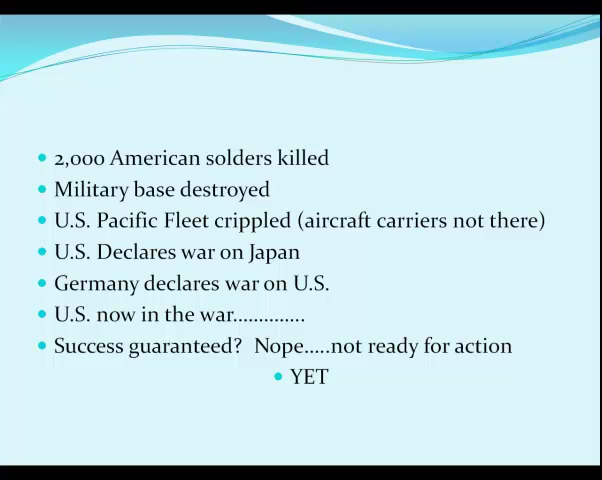 2,000 American solders killed
Military base destroyed
U.S. Pacific Fleet crippled (aircraft carriers not there)
U.S. Declares war on Japan
Germany declares war on U.S.
U.S. now in the war..............
Success guaranteed?  Nope.....not ready for action
YET